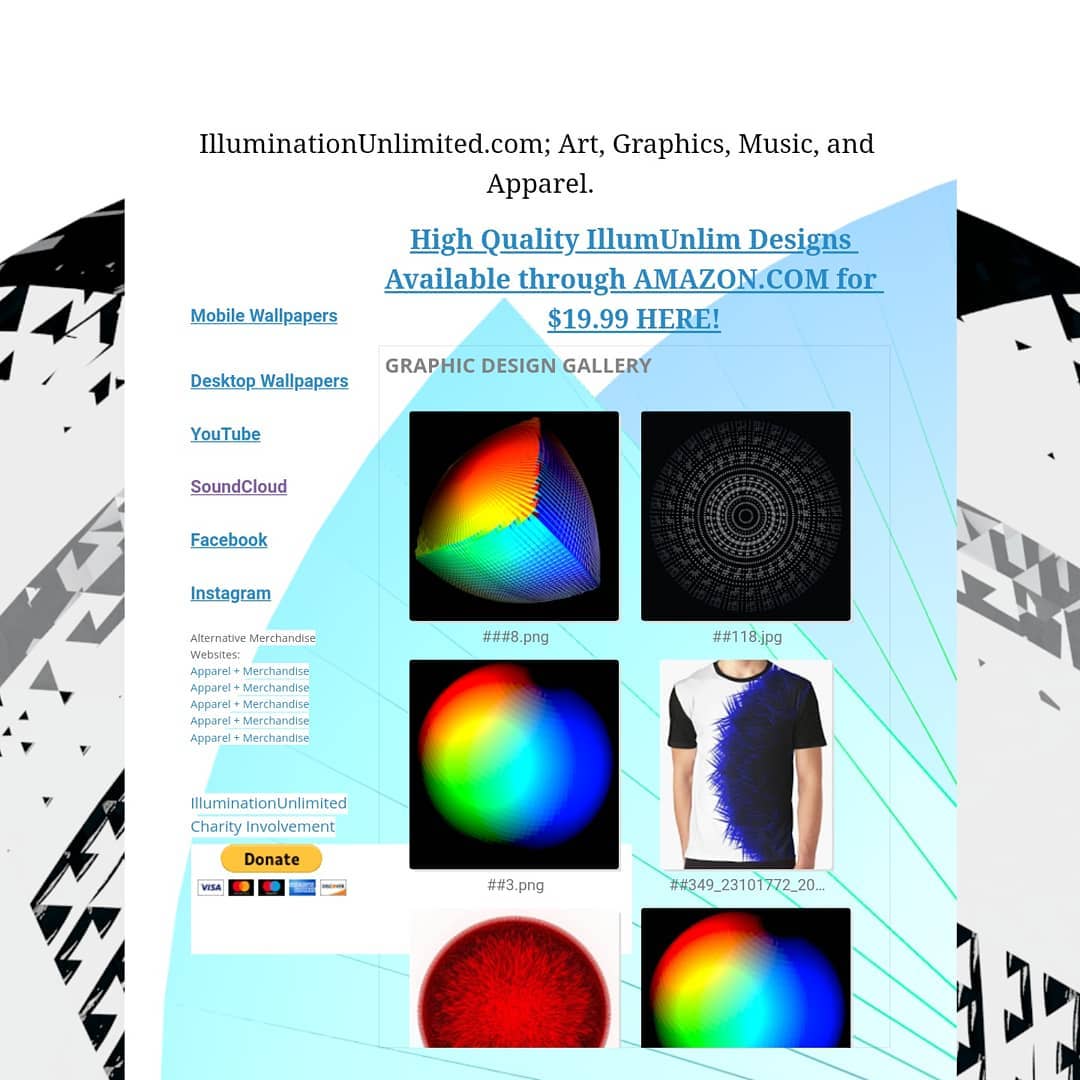 IlluminationUnlimited.com; Art, Graphics, Music, and
Apparel.
High Quality IllumUnlim Designs
Available through AMAZON.COM for
$19.99 HERE!
Mobile Wallpapers
Desktop Wallpapers
YouTube
SoundCloud
Facebook
Instagram
Alternative Merchandise
Websites:
Apparel + Merchandise
Apparel + Merchandise
Apparel + Merchandise
Apparel + Merchandise
Apparel + Merchandise
IlluminationUnlimited
Charity Involvement
Donate
VISA
DISCOVER
GRAPHIC DESIGN GALLERY
###8.png
##118.jpg
##3.png
##349_23101772_20...